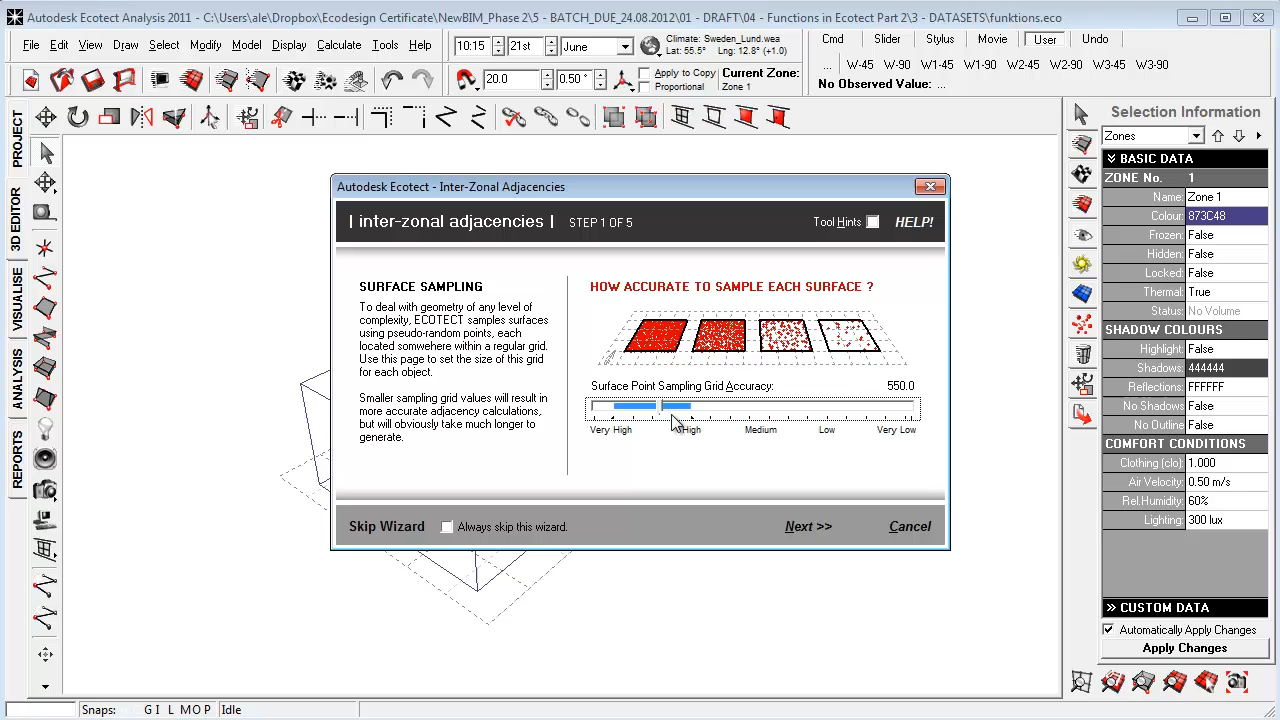 Autodesk Ecotect Analysis 2011 - C:\Users\ale\Dropbox\Ecodesign Certificate\NewBIM_Phase 2\5 - BATCH_DUE_24.08.2012\01 - DRAFT\04 - Functions in Ecotect Part 2\3 - DATASETS\funktions.eco
File Edit View Draw Select Modify Model Display Calculate Tools Help
10:15 21st June
Climate: Sweden_Lund.wea
Lat: 55.5° Lng: 12.8° (+1.0)
Cmd Slider Stylus Movie User Undo
... W-45 W-90 W1-45 W1-90 W2-45 W2-90 W3-45 W3-90
20.0 0.50 °
Apply to Copy
Proportional
Current Zone:
Zone 1
No Observed Value: ...
PROJECT
3D EDITOR
VISUALISE
ANALYSIS
REPORTS
Autodesk Ecotect - Inter-Zonal Adjacencies
| inter-zonal adjacencies | STEP 1 OF 5
Tool Hints HELP!
SURFACE SAMPLING
To deal with geometry of any level of
complexity, ECOTECT samples surfaces
using pseudo-random points, each
located somwehere within a regular grid.
Use this page to set the size of this grid
for each object.
Smaller sampling grid values will result in
more accurate adjacency calculations,
but will obviously take much longer to
generate.
HOW ACCURATE TO SAMPLE EACH SURFACE ?
Surface Point Sampling Grid Accuracy: 550.0
Very High High Medium Low Very Low
Skip Wizard Always skip this wizard. Next >> Cancel
Selection Information
Zones
BASIC DATA
ZONE No. 1
Name: Zone 1
Colour: 873C48
Frozen: False
Hidden: False
Locked: False
Thermal: True
Status: No Volume
SHADOW COLOURS
Highlight: False
Shadows: 444444
Reflections: FFFFFF
No Shadows False
No Outline False
COMFORT CONDITIONS
Clothing (clo): 1.000
Air Velocity: 0.50 m/s
Rel.Humidity: 60%
Lighting: 300 lux
CUSTOM DATA
Automatically Apply Changes
Apply Changes
Snaps: G I L M O P Idle